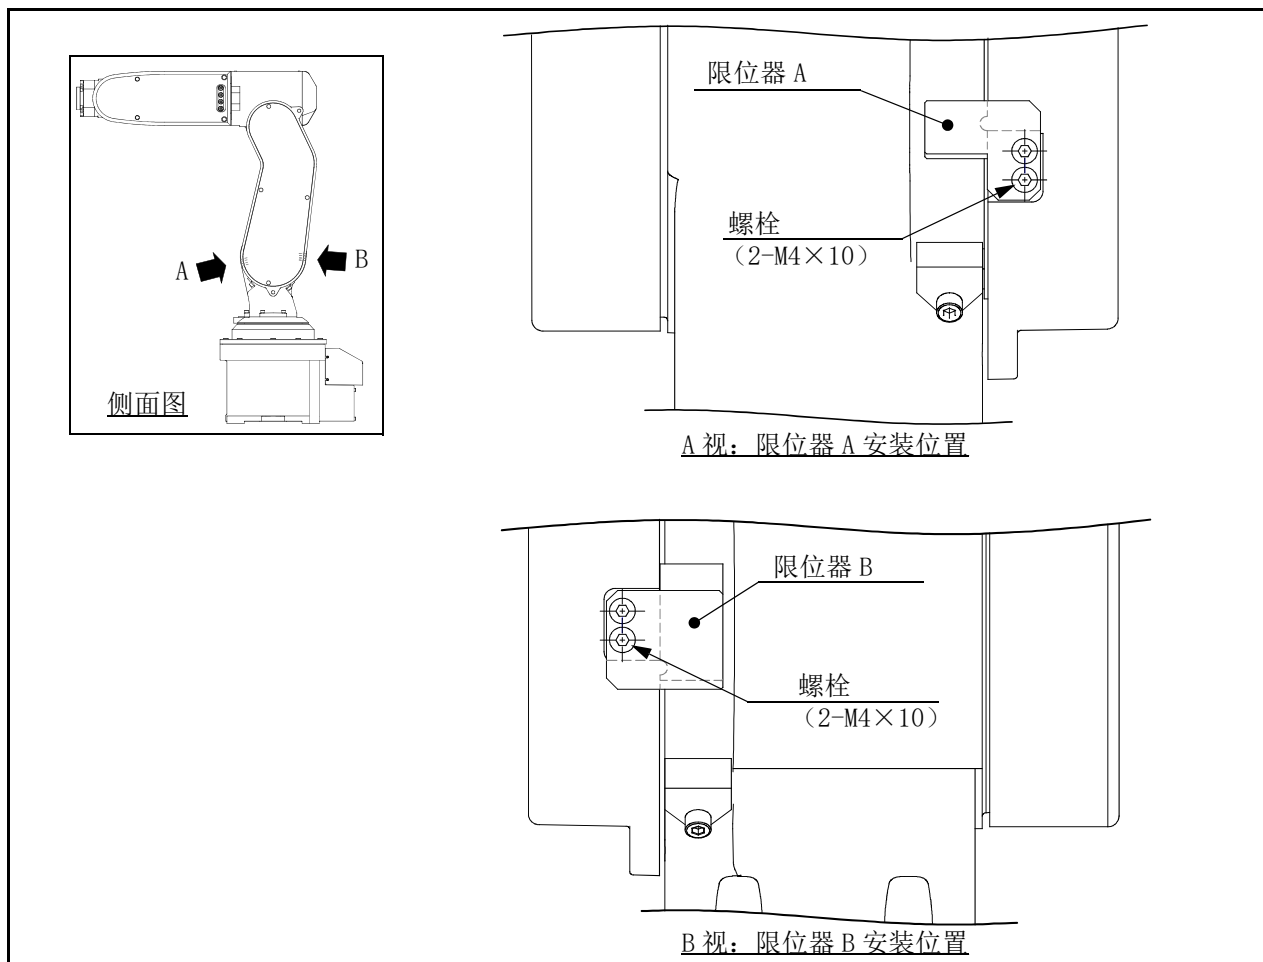 A
B
侧面图
限位器 A
螺栓
（2-M4×10）
A 视：限位器 A 安装位置
限位器 B
螺栓
（2-M4×10）
B 视：限位器 B 安装位置